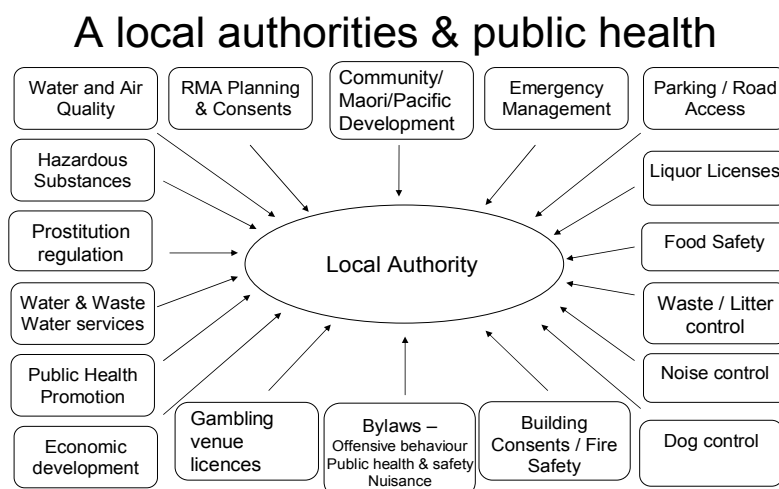 A local authorities & public health
Water and Air
Quality
RMA Planning
& Consents
Community/
Maori/Pacific
Development
Emergency
Management
Parking / Road
Access
Hazardous
Substances
Liquor Licenses
Prostitution
regulation
Local Authority
Food Safety
Water & Waste
Water services
Waste / Litter
control
Public Health
Promotion
Noise control
Economic
development
Gambling
venue
licences
Bylaws –
Offensive behaviour
Public health & safety
Nuisance
Building
Consents / Fire
Safety
Dog control